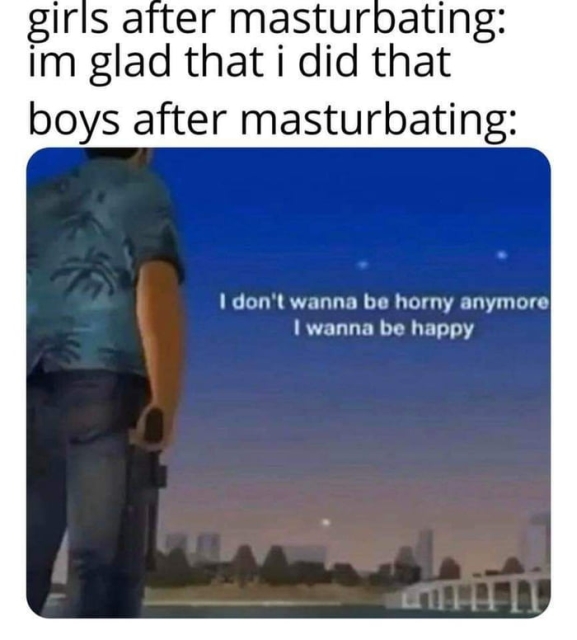 girls after masturbating:
im glad that i did that
boys after masturbating:
I don't wanna be horny anymore
I wanna be happy